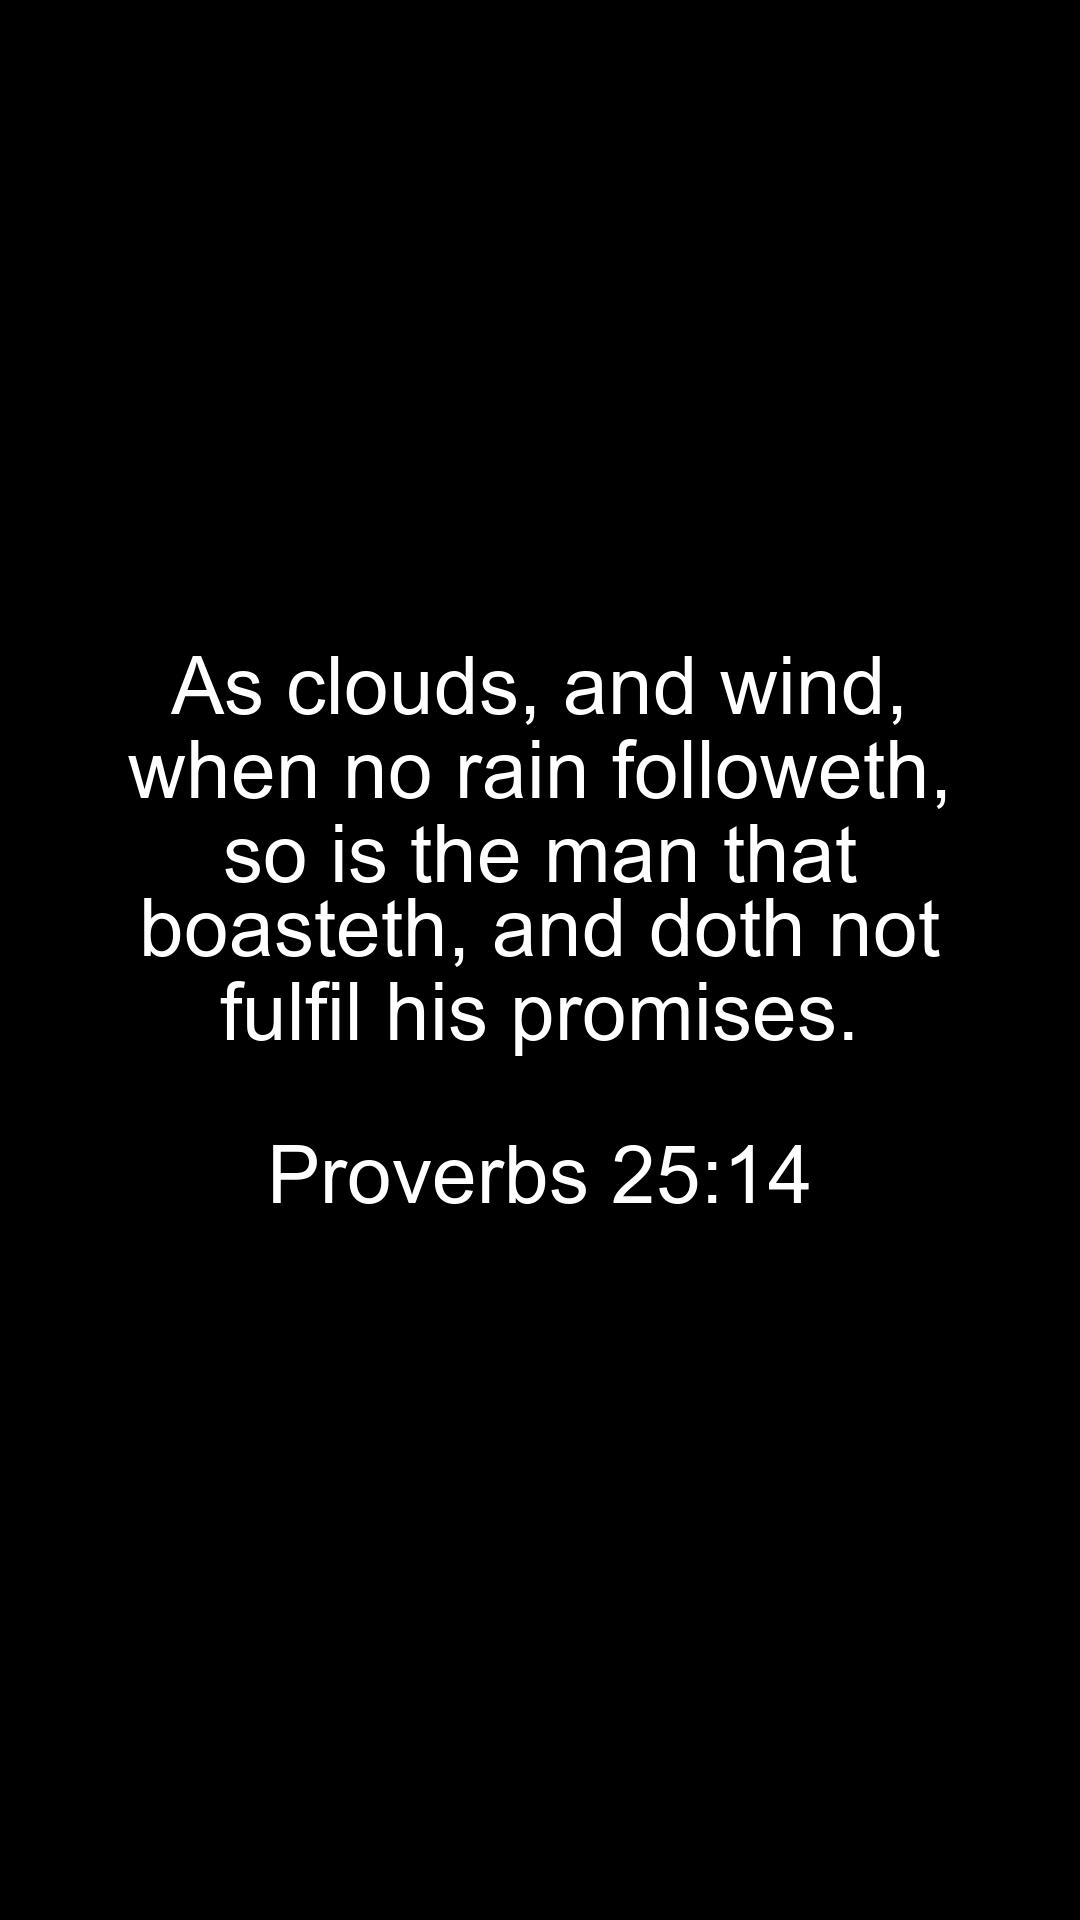 As clouds, and wind,
when no rain followeth,
so is the man that
boasteth, and doth not
fulfil his promises.
Proverbs 25:14